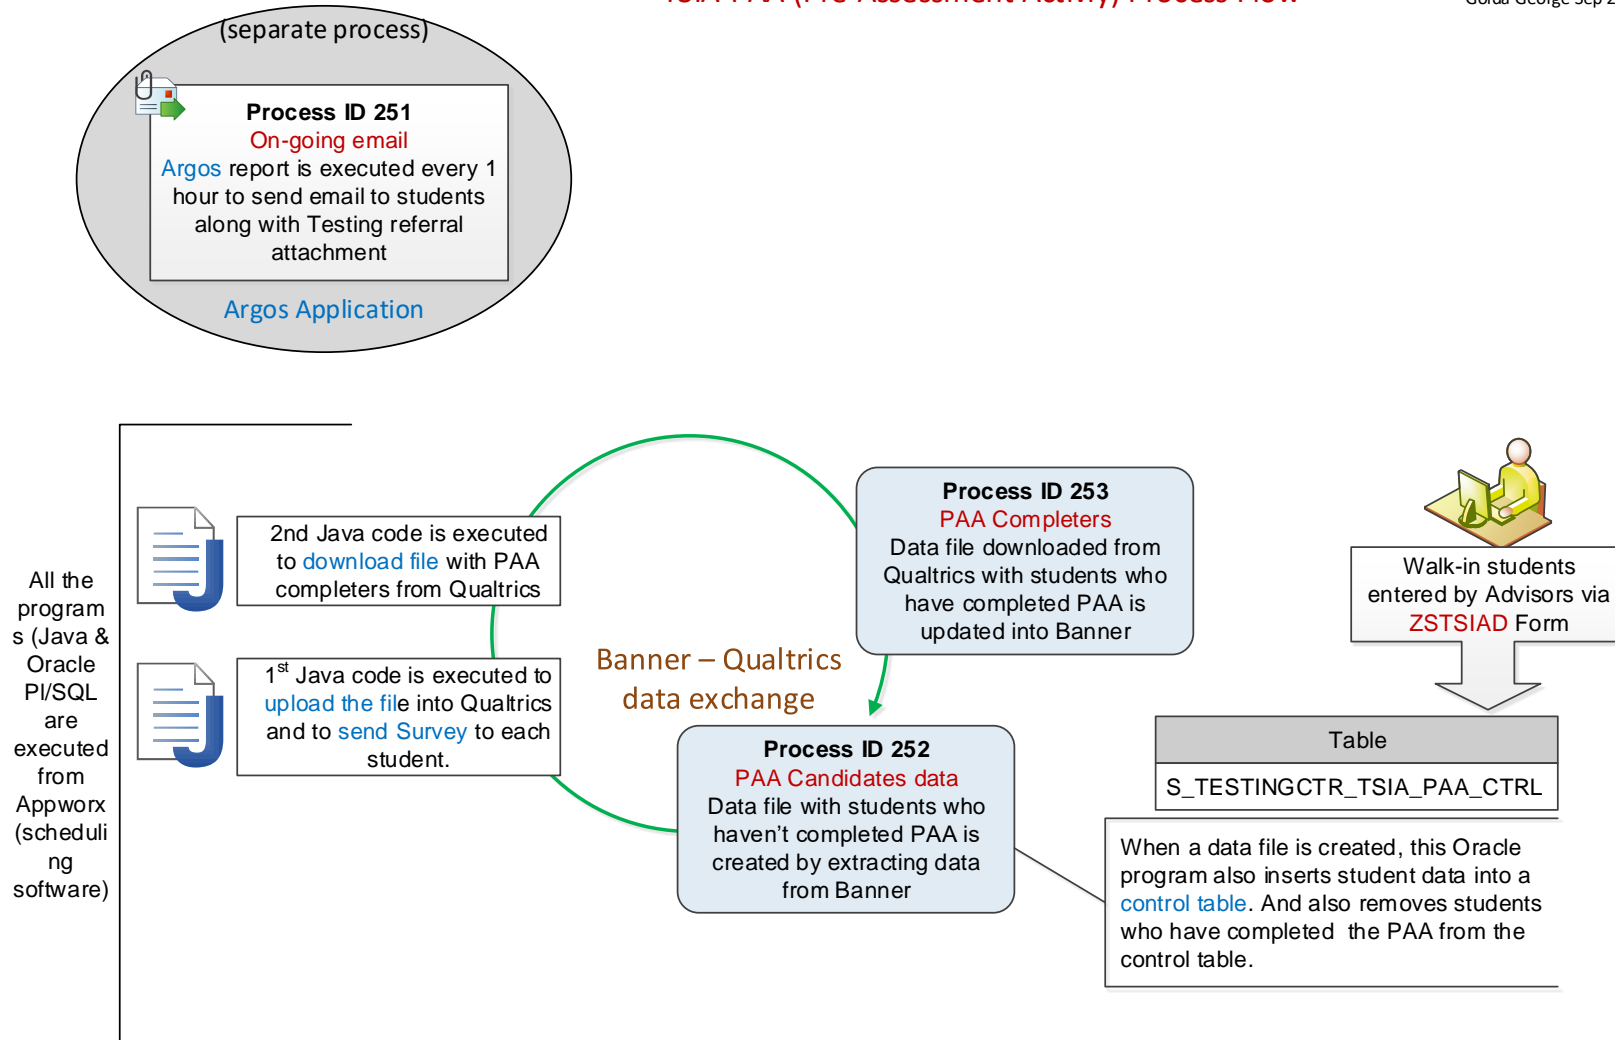 TSIA PAA (Pre-Assessment Activity) Process Flow
(separate process)
Process ID 251
On-going email
Argos report is executed every 1
hour to send email to students
along with Testing referral
attachment
Argos Application
All the
program
s (Java &
Oracle
Pl/SQL
are
executed
from
Appworx
(scheduli
ng
software)
2nd Java code is executed
to download file with PAA
completers from Qualtrics
1st Java code is executed to
upload the file into Qualtrics
and to send Survey to each
student.
Banner – Qualtrics
data exchange
Process ID 253
PAA Completers
Data file downloaded from
Qualtrics with students who
have completed PAA is
updated into Banner
Process ID 252
PAA Candidates data
Data file with students who
haven’t completed PAA is
created by extracting data
from Banner
Walk-in students
entered by Advisors via
ZSTSIAD Form
Table
S_TESTINGCTR_TSIA_PAA_CTRL
When a data file is created, this Oracle
program also inserts student data into a
control table. And also removes students
who have completed the PAA from the
control table.